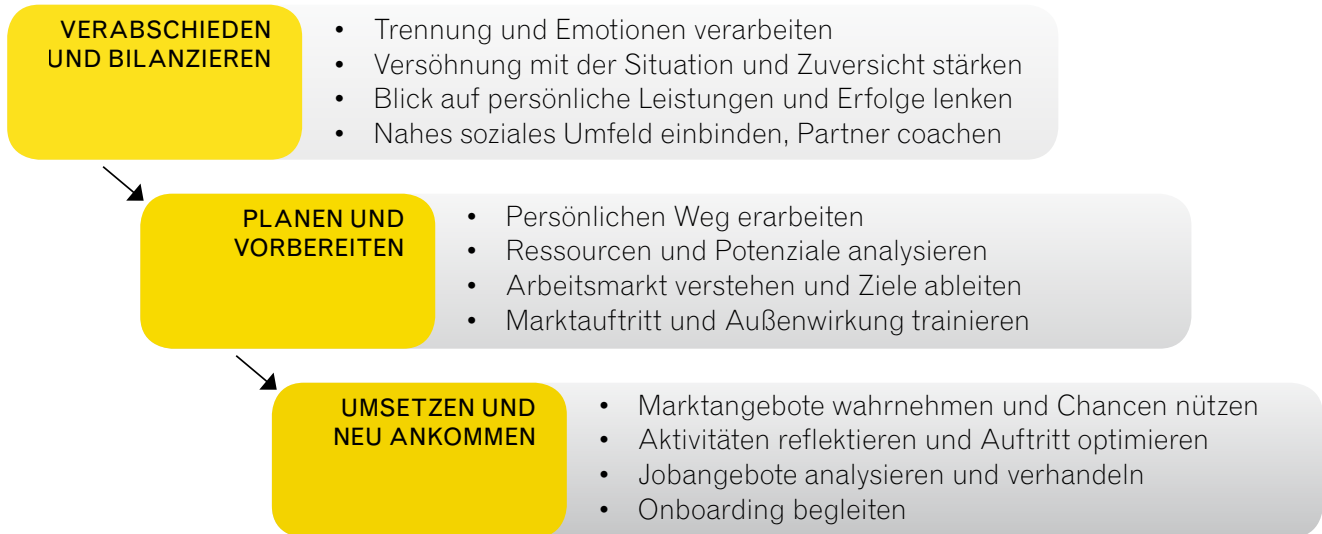 VERABSCHIEDEN
UND BILANZIEREN
• Trennung und Emotionen verarbeiten
• Versöhnung mit der Situation und Zuversicht stärken
• Blick auf persönliche Leistungen und Erfolge lenken
• Nahes soziales Umfeld einbinden, Partner coachen
PLANEN UND
VORBEREITEN
• Persönlichen Weg erarbeiten
• Ressourcen und Potenziale analysieren
• Arbeitsmarkt verstehen und Ziele ableiten
• Marktauftritt und Außenwirkung trainieren
UMSETZEN UND
NEU ANKOMMEN
• Marktangebote wahrnehmen und Chancen nützen
• Aktivitäten reflektieren und Auftritt optimieren
• Jobangebote analysieren und verhandeln
• Onboarding begleiten